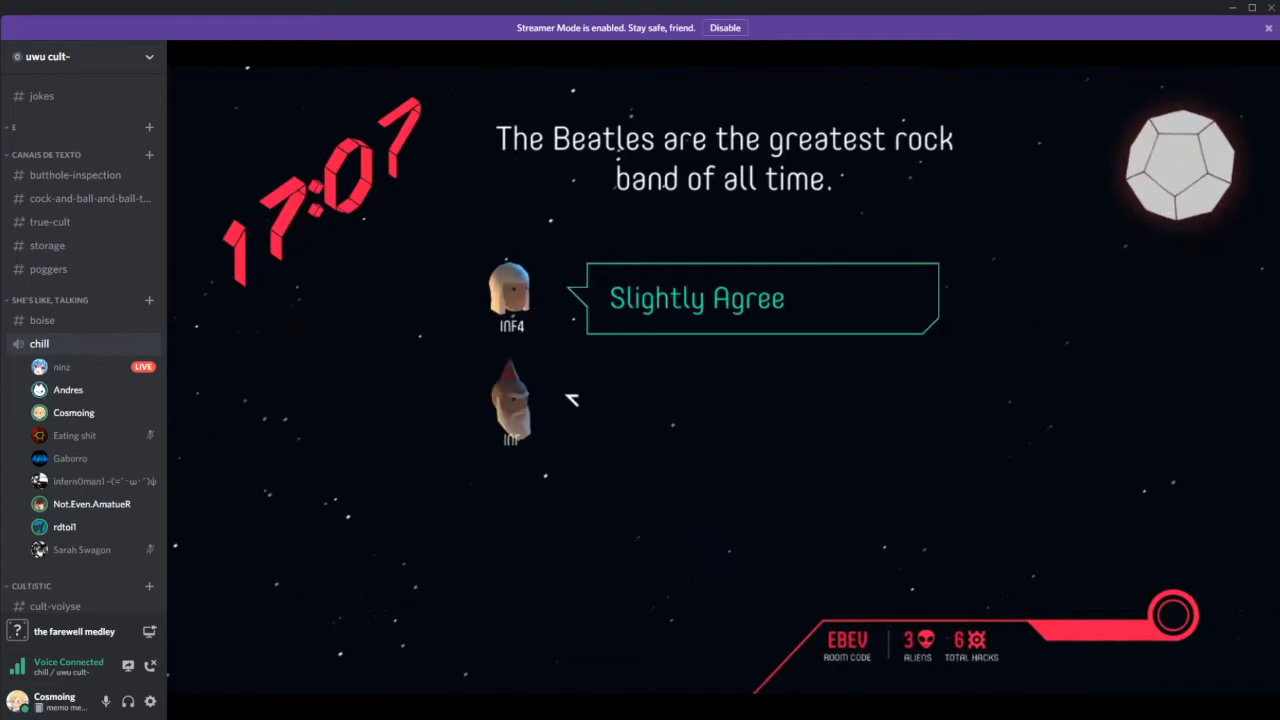 Streamer Mode is enabled. Stay safe, friend. Disable
uwu cult~
# jokes
E
CANAIS DE TEXTO
# butthole-inspection
# cock-and-ball-and-ball-t...
# true-cult
# storage
# poggers
SHE'S LIKE, TALKING
# boise
chill
ninz LIVE
Andres
Cosmoing
Eating shit
Gaborro
infern0man1
Not.Even.AmatueR
rdtoi1
Sarah Swagon
CULTISTIC
# cult-voiyse
? the farewell medley
Voice Connected
chill / uwu cult~
Cosmoing
memo me...
17:07
The Beatles are the greatest rock
band of all time.
INF4
Slightly Agree
INF
EBEV 3 6
ROOM CODE ALIENS TOTAL HACKS